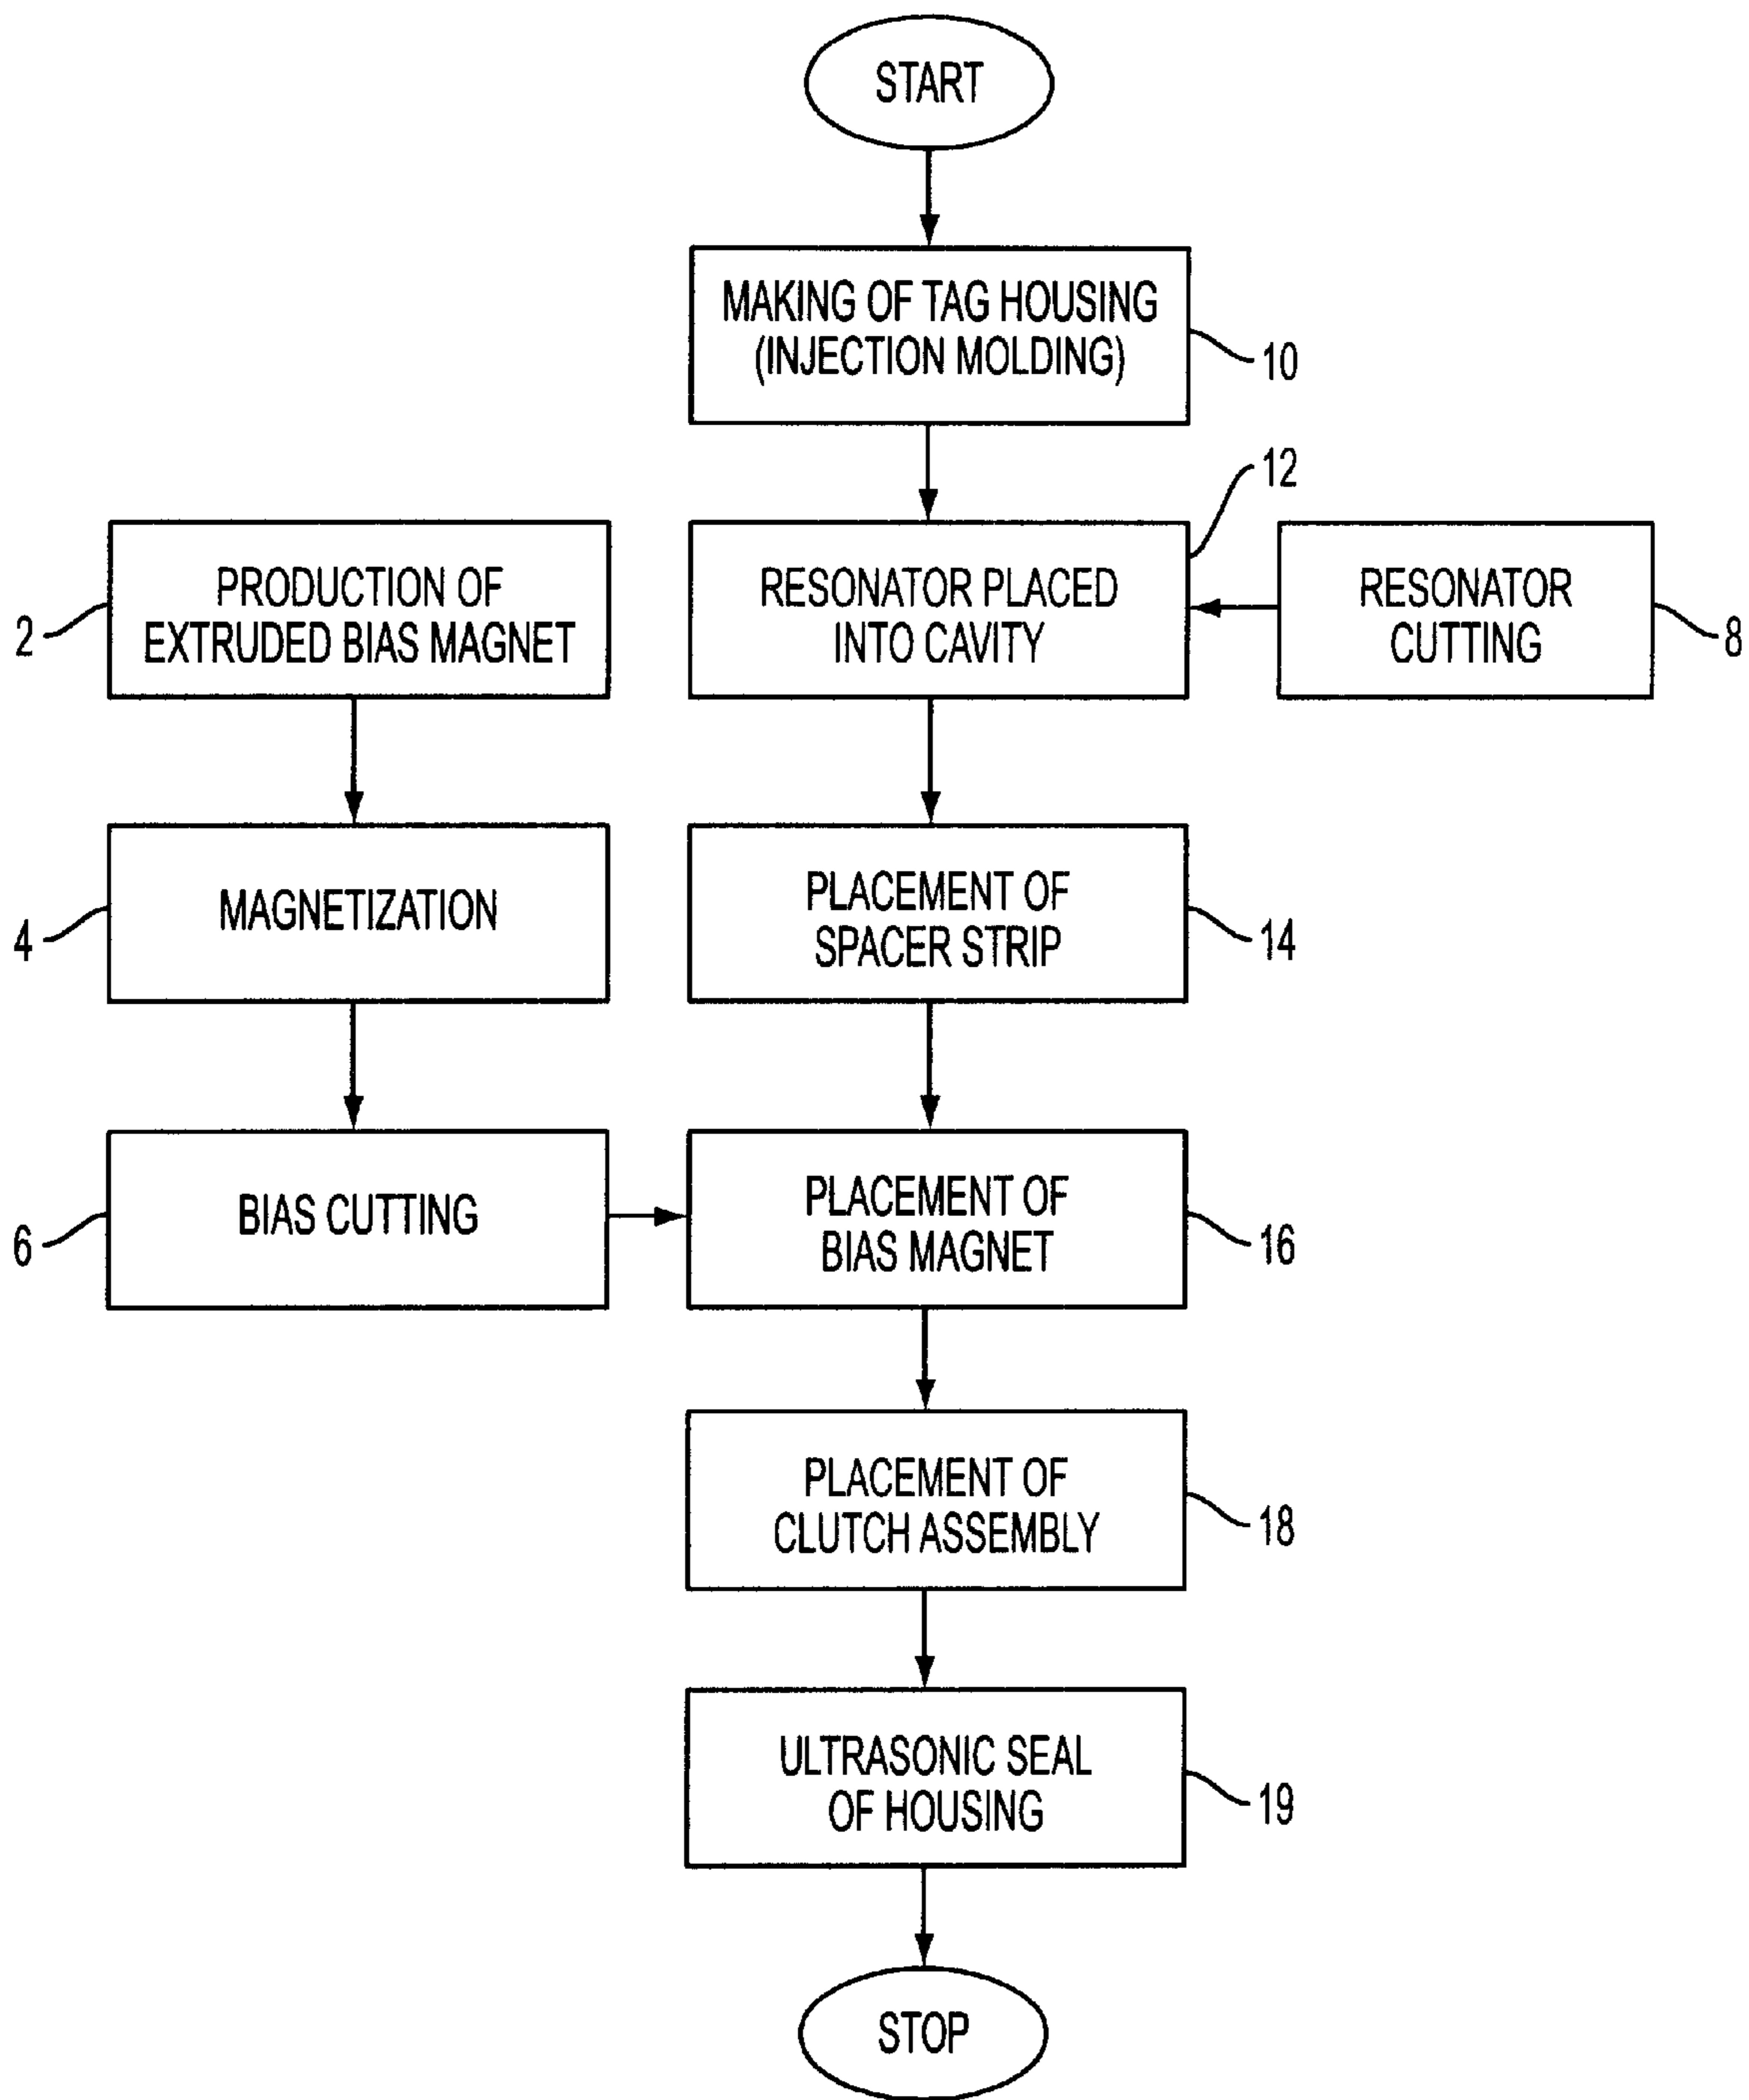 START
MAKING OF TAG HOUSING
(INJECTION MOLDING)
10
12
PRODUCTION OF
EXTRUDED BIAS MAGNET
2
RESONATOR PLACED
INTO CAVITY
RESONATOR
CUTTING
8
MAGNETIZATION
4
PLACEMENT OF
SPACER STRIP
14
BIAS CUTTING
6
PLACEMENT OF
BIAS MAGNET
16
PLACEMENT OF
CLUTCH ASSEMBLY
18
ULTRASONIC SEAL
OF HOUSING
19
STOP